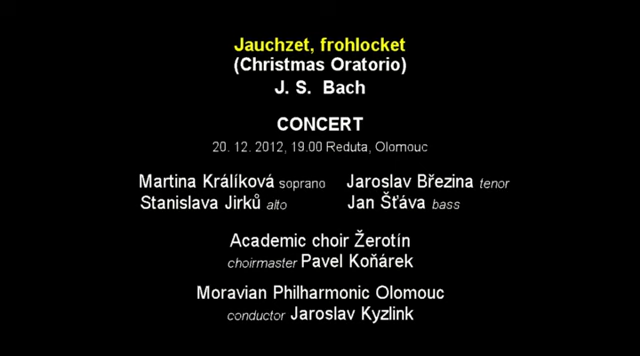 Jauchzet, frohlocket
(Christmas Oratorio)
J. S. Bach
CONCERT
20. 12. 2012, 19.00 Reduta, Olomouc
Martina Králíková soprano Jaroslav Březina tenor
Stanislava Jirků alto Jan Šťáva bass
Academic choir Žerotín
choirmaster Pavel Koňárek
Moravian Philharmonic Olomouc
conductor Jaroslav Kyzlink